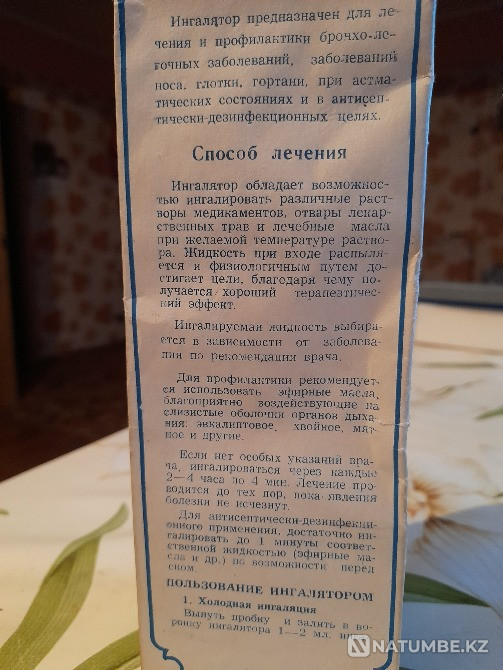 Ингалятор предназначен для ле-
чения и профилактики брочхо-ле-
гочных заболеваний, заболеваний
носа, глотки, гортани, при астма-
тических состояниях и в антисеп-
тически-дезинфекционных целях.
Способ лечения
Ингалятор обладает возможнос-
тью ингалировать различные раст-
воры медикаментов, отвары лекар-
ственных трав и лечебные масла
при желаемой температуре раство-
ра. Жидкость при входе распыля-
ется и физиологичным путем до-
стигает цели, благодаря чему по-
лучается хороший терапевтичес-
кий эффект.
Ингалируемая жидкость выбира-
ется в зависимости от заболева-
нии по рекомендации врача.
Для профилактики рекомендует-
ся использовать эфирные масла,
благоприятно воздействующие на
слизистые оболочки органов дыха-
ния: эвкалиптовое, хвойное, мят-
ное и другие.
Если нет особых указаний вра-
ча, ингалироваться через каждые
2—4 часа по 4 мин. Лечение про-
водится до тех пор, пока явления
болезни не исчезнут.
Для антисептически-дезинфекци-
онного применения, достаточно ин-
галировать до 1 минуты соответ-
ственной жидкостью (эфирные ма-
сла и др.) по возможности перед
сном.
ПОЛЬЗОВАНИЕ ИНГАЛЯТОРОМ
1. Холодная ингаляция
Вынуть пробку и залить в во-
ронку ингалятора 1—2 мл.
NATUMBE.KZ